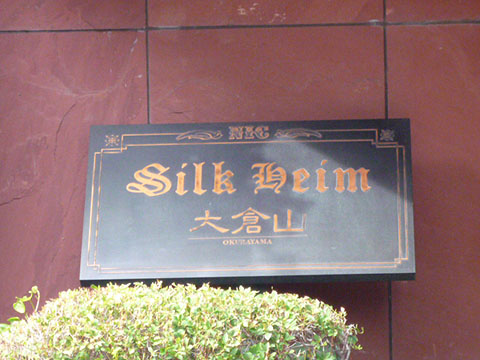 NIC
Silk Heim
大倉山
OKURAYAMA